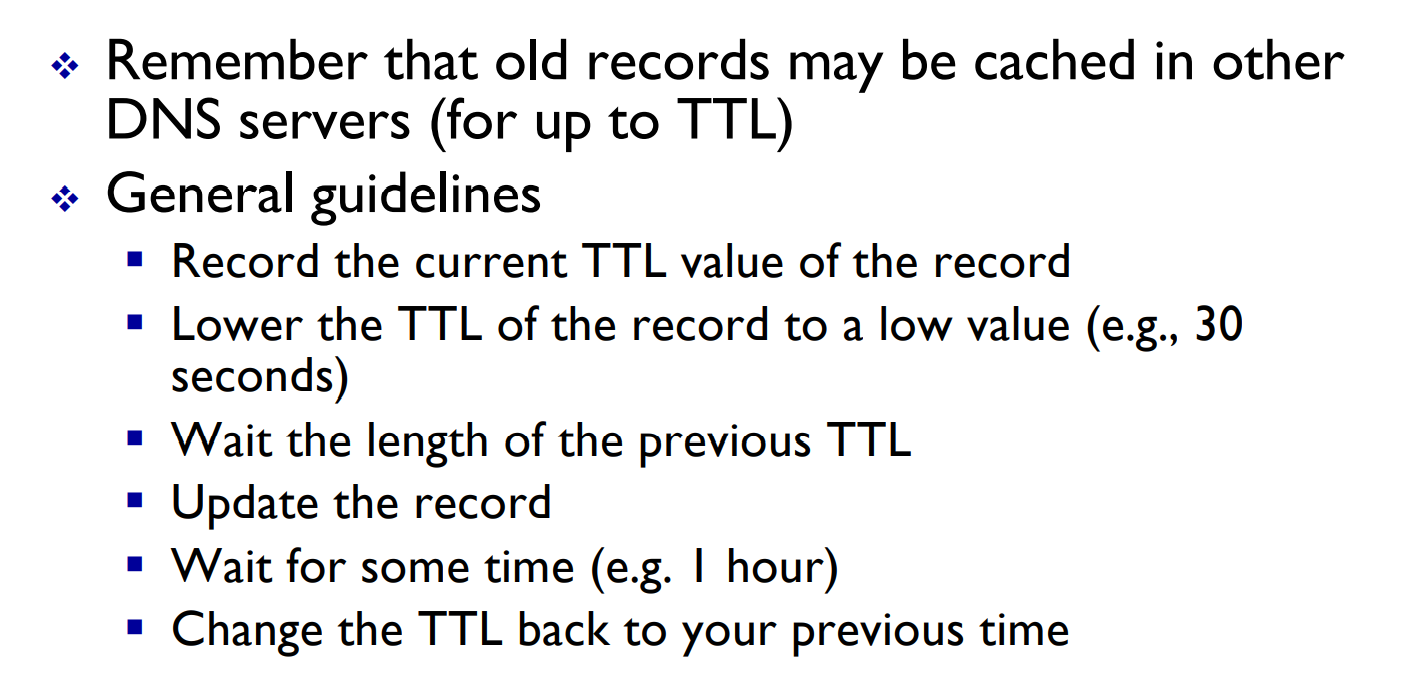 ❖ Remember that old records may be cached in other
DNS servers (for up to TTL)
❖ General guidelines
▪ Record the current TTL value of the record
▪ Lower the TTL of the record to a low value (e.g., 30
seconds)
▪ Wait the length of the previous TTL
▪ Update the record
▪ Wait for some time (e.g. 1 hour)
▪ Change the TTL back to your previous time